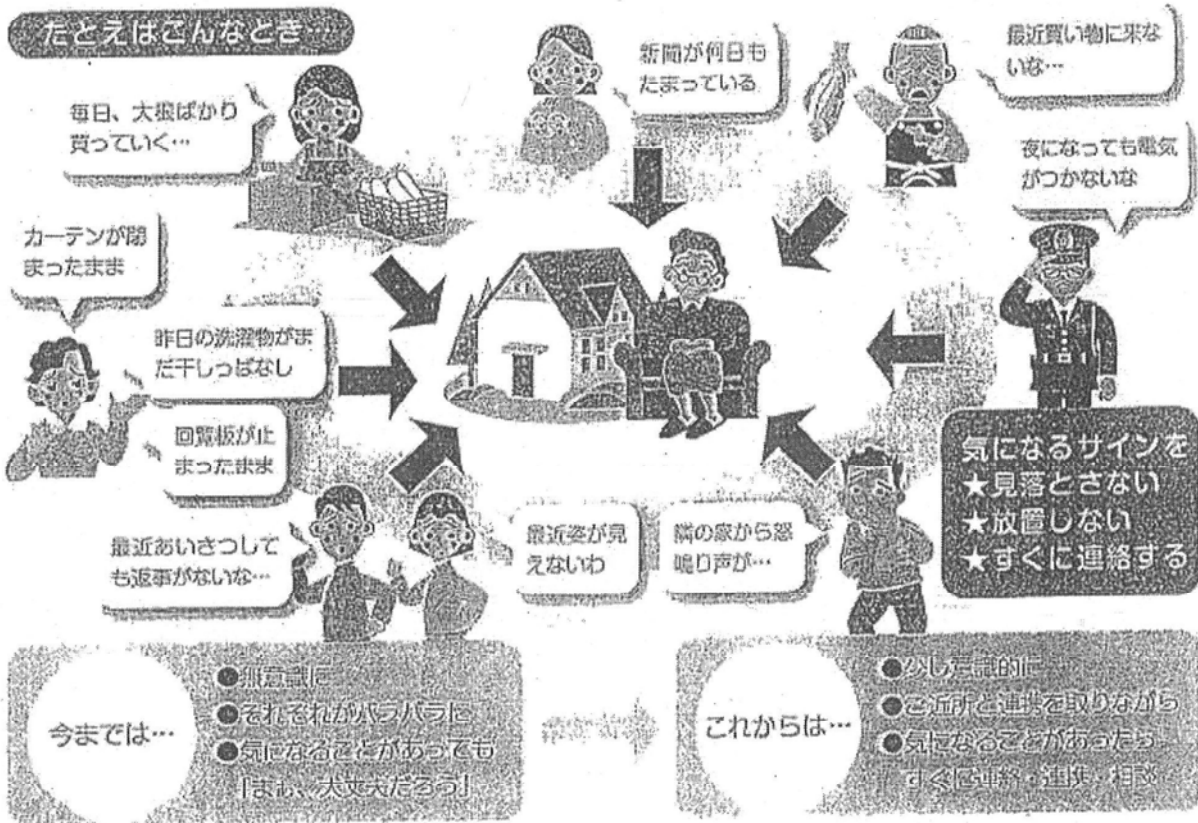 たとえばこんなとき…
毎日、大根ばかり
買っていく…
新聞が何日も
たまっている
最近買い物に来な
いな…
夜になっても電気
がつかないな
カーテンが閉
まったまま
昨日の洗濯物がま
だ干しっぱなし
回覧板が止
まったまま
最近あいさつして
も返事がないな…
最近姿が見
えないわ
隣の家から怒
鳴り声が…
気になるサインを
★見落とさない
★放置しない
★すぐに連絡する
今までは…
●無意識に
●それぞれがバラバラに
●気になることがあっても
「まぁ、大丈夫だろう」
これからは…
●少し意識的に
●ご近所と連携を取りながら
●気になることがあったら
すぐに連絡・連携・相談